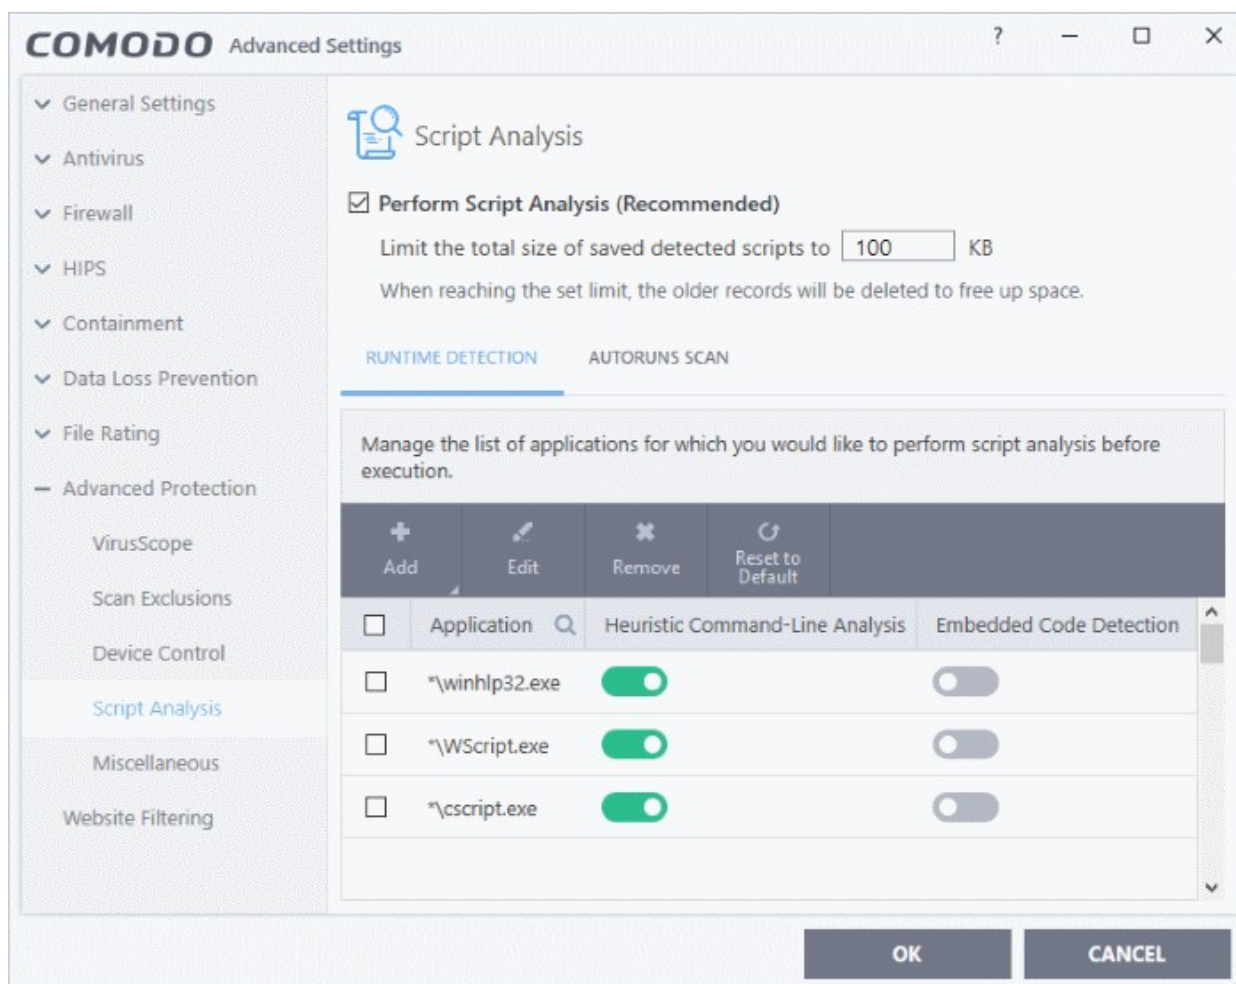 COMODO Advanced Settings ?
General Settings
Antivirus
Firewall
HIPS
Containment
Data Loss Prevention
File Rating
Advanced Protection
VirusScope
Scan Exclusions
Device Control
Script Analysis
Miscellaneous
Website Filtering
Script Analysis
Perform Script Analysis (Recommended)
Limit the total size of saved detected scripts to 100 KB
When reaching the set limit, the older records will be deleted to free up space.
RUNTIME DETECTION AUTORUNS SCAN
Manage the list of applications for which you would like to perform script analysis before
execution.
Add Edit Remove Reset to
Default
Application Heuristic Command-Line Analysis Embedded Code Detection
*\winhlp32.exe
*\WScript.exe
*\cscript.exe
OK CANCEL